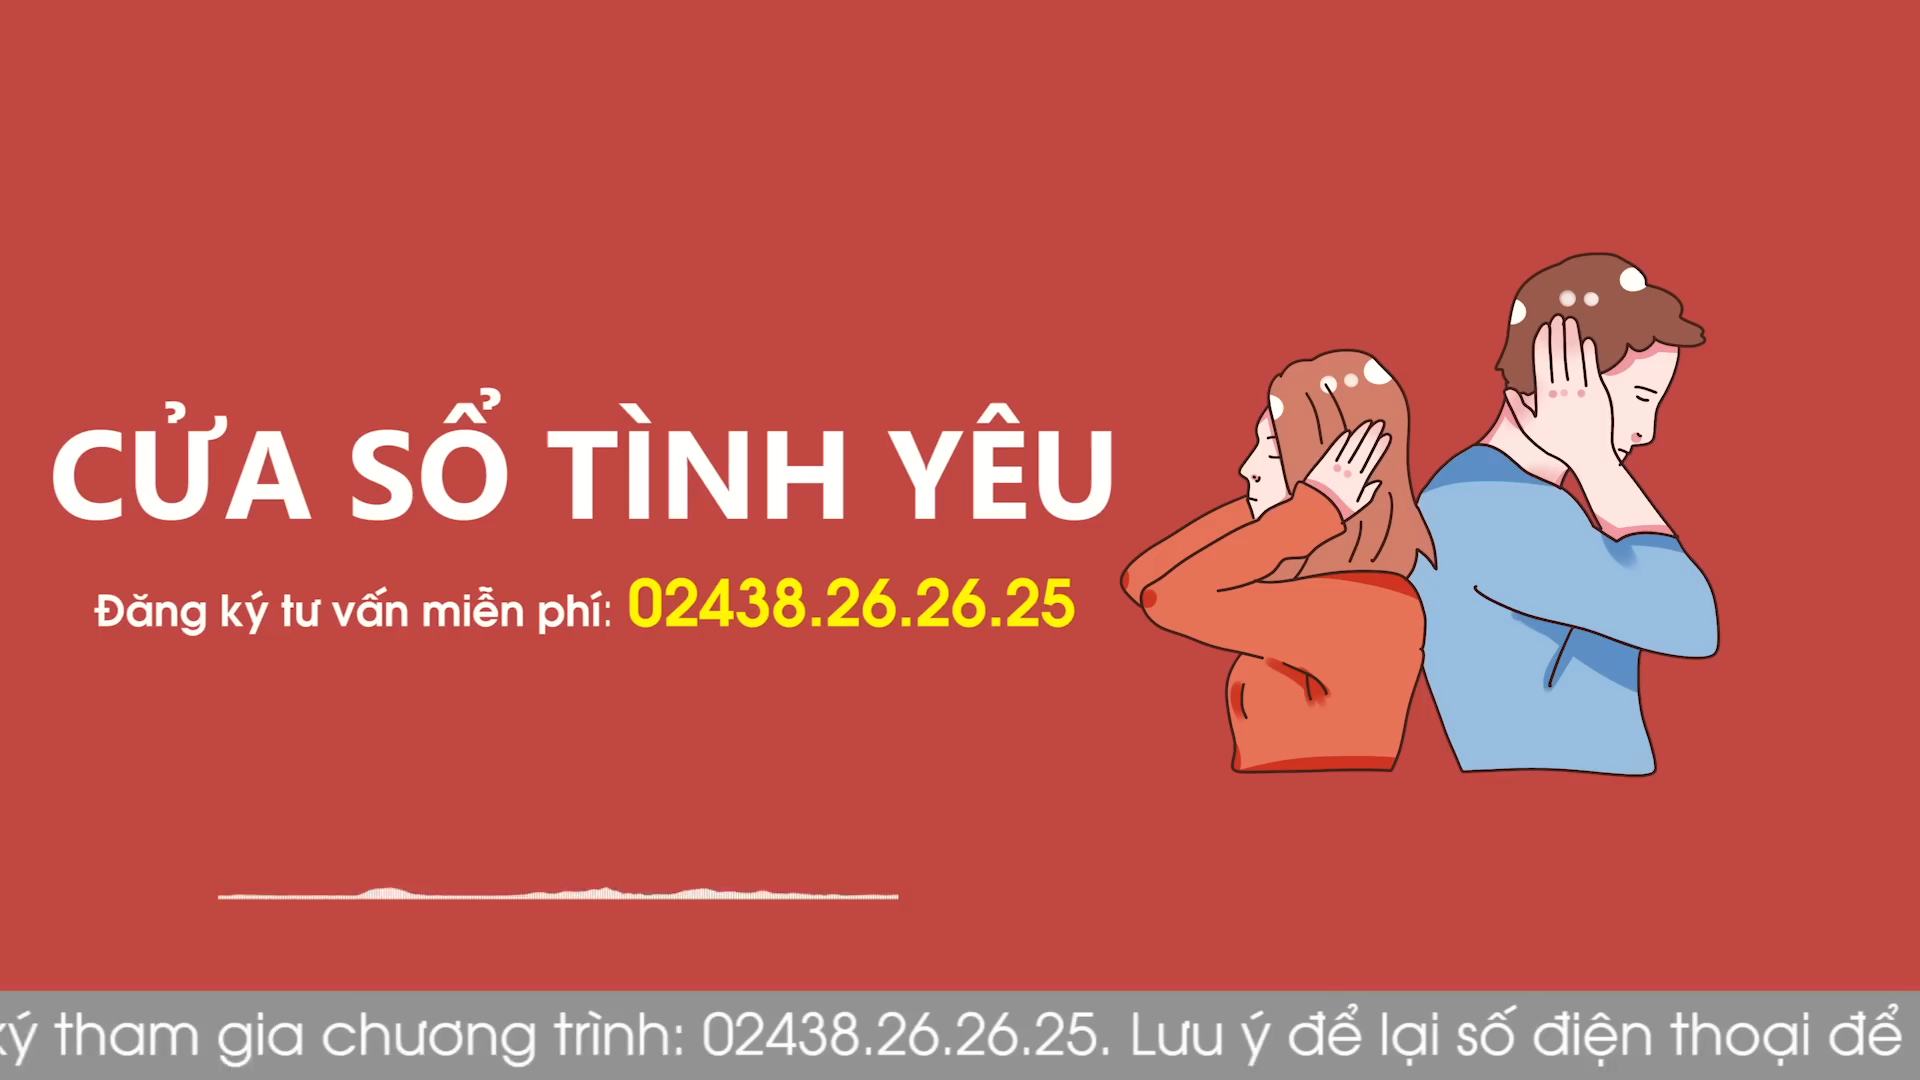 CỬA SỔ TÌNH YÊU
Đăng ký tư vấn miễn phí: 02438.26.26.25
ký tham gia chương trình: 02438.26.26.25. Lưu ý để lại số điện thoại để